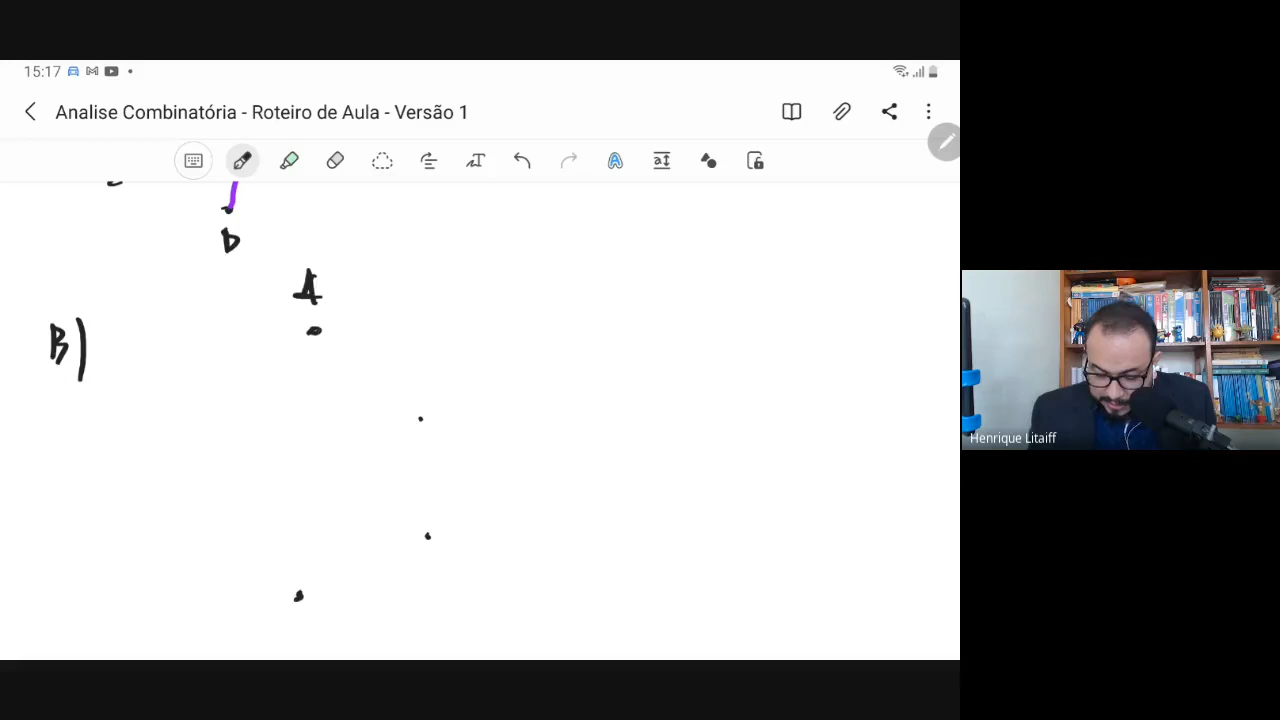 15:17
Analise Combinatória - Roteiro de Aula - Versão 1
D
A
B)
Henrique Litaiff